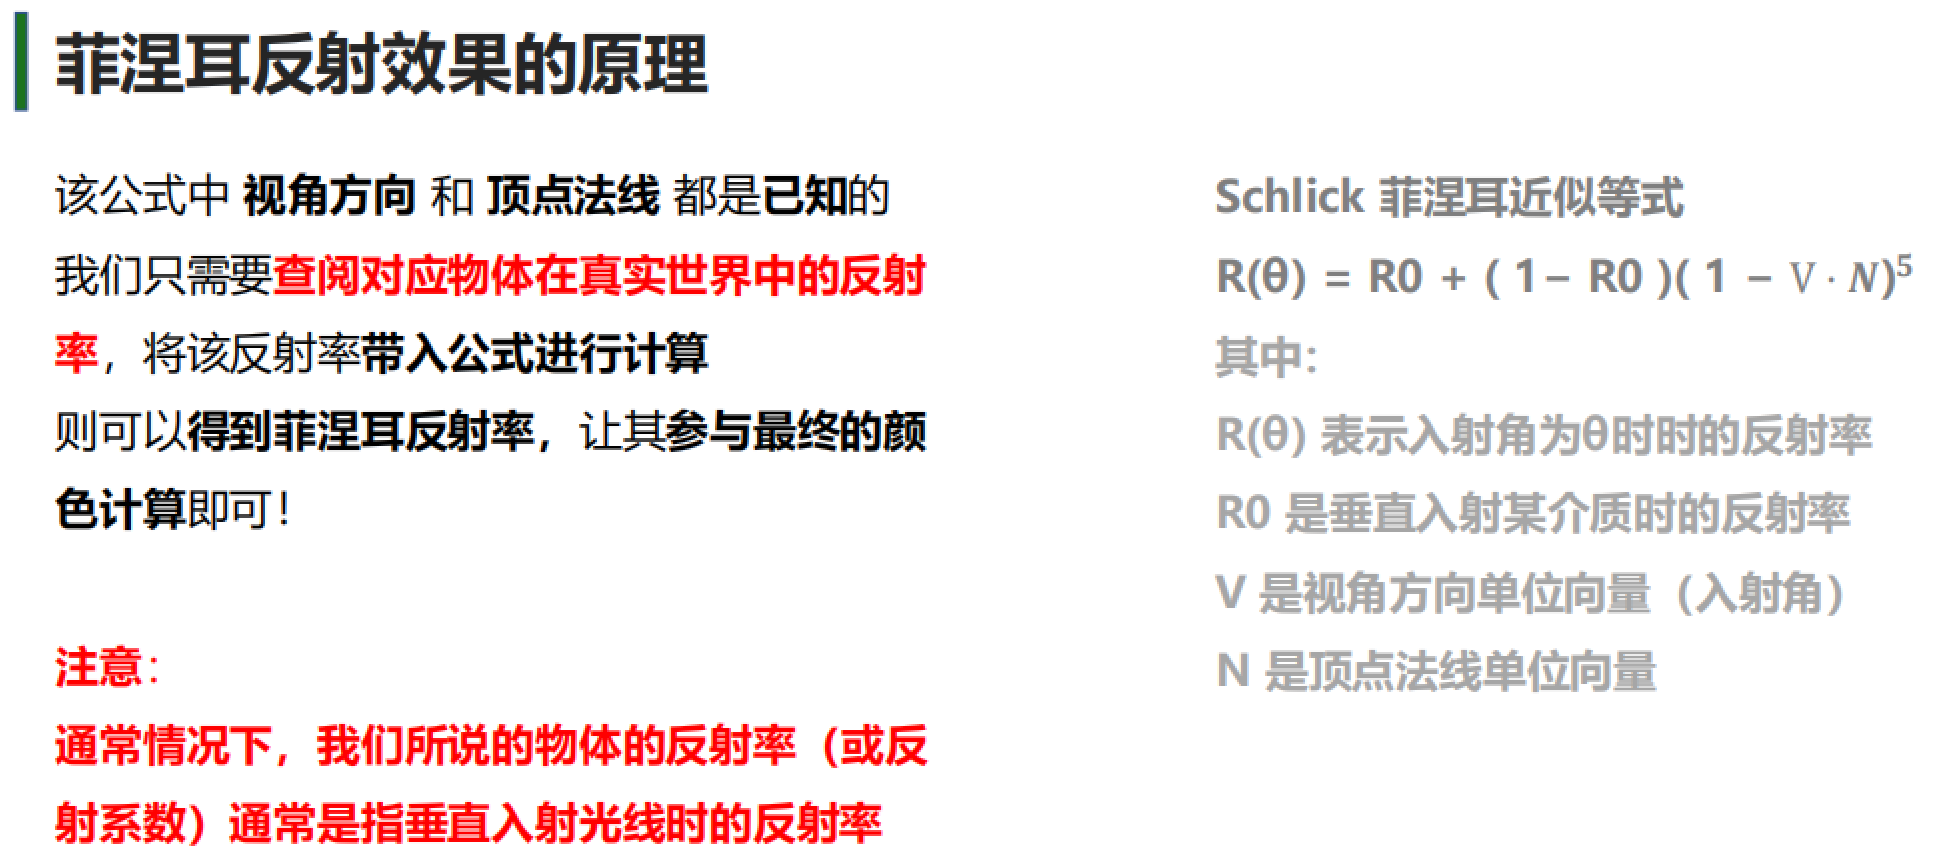 菲涅耳反射效果的原理
该公式中 视角方向 和 顶点法线 都是已知的
我们只需要查阅对应物体在真实世界中的反射
率，将该反射率带入公式进行计算
则可以得到菲涅耳反射率，让其参与最终的颜
色计算即可！
注意：
通常情况下，我们所说的物体的反射率（或反
射系数）通常是指垂直入射光线时的反射率
Schlick 菲涅耳近似等式
R(θ) = R0 + ( 1− R0 )( 1 − V · N)⁵
其中：
R(θ) 表示入射角为θ时时的反射率
R0 是垂直入射某介质时的反射率
V 是视角方向单位向量（入射角）
N 是顶点法线单位向量